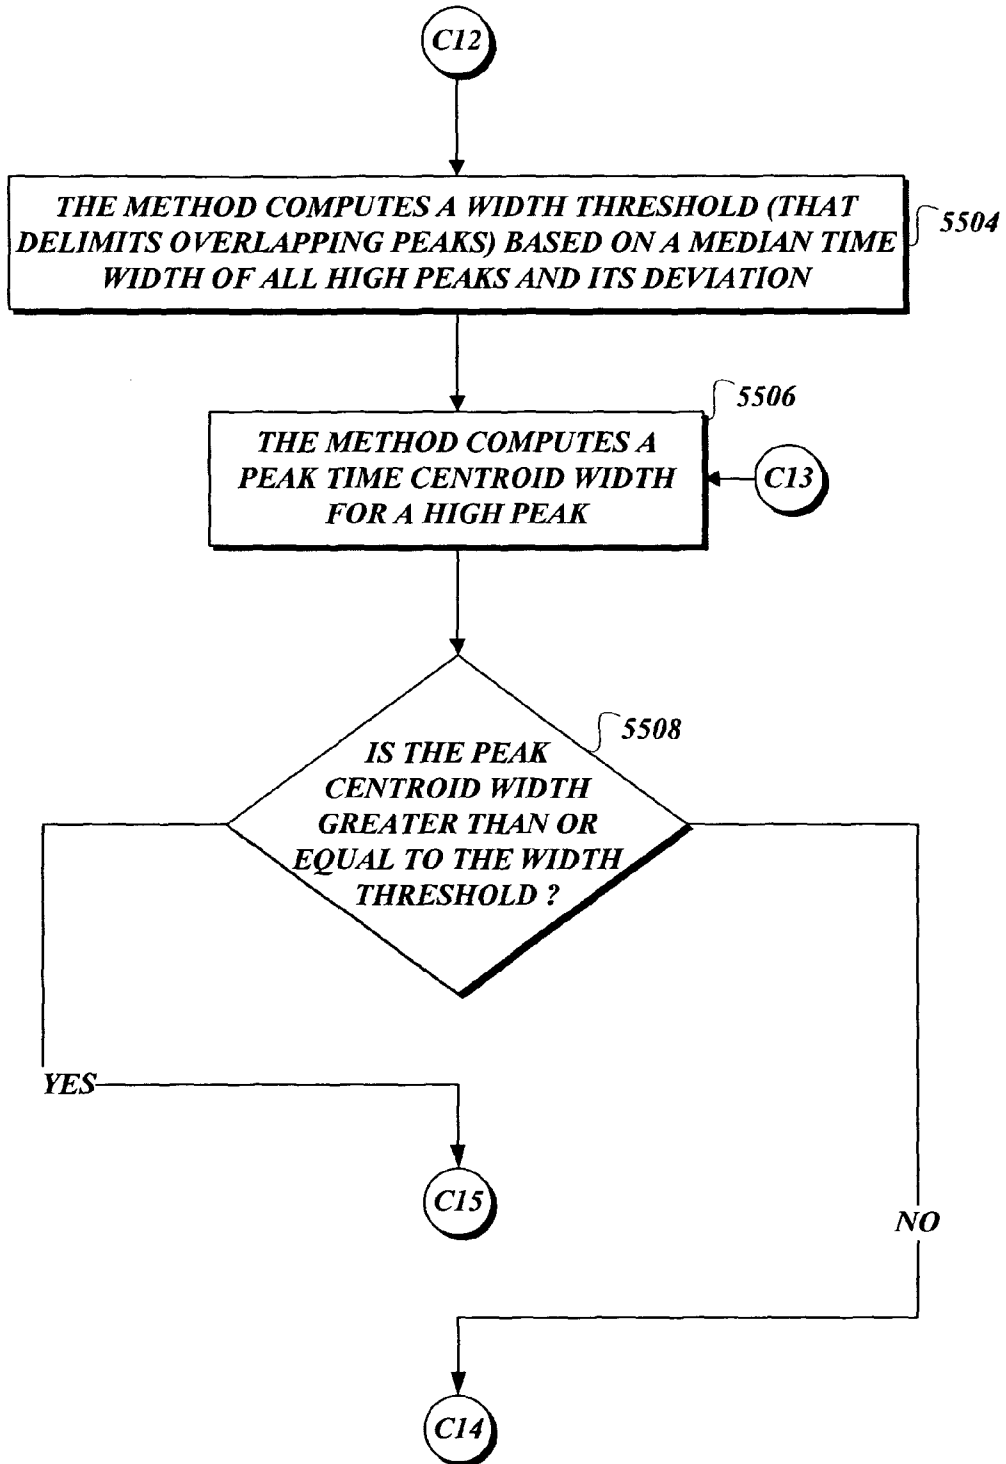 C12
THE METHOD COMPUTES A WIDTH THRESHOLD (THAT
DELIMITS OVERLAPPING PEAKS) BASED ON A MEDIAN TIME
WIDTH OF ALL HIGH PEAKS AND ITS DEVIATION
5504
5506
THE METHOD COMPUTES A
PEAK TIME CENTROID WIDTH
FOR A HIGH PEAK
C13
5508
IS THE PEAK
CENTROID WIDTH
GREATER THAN OR
EQUAL TO THE WIDTH
THRESHOLD ?
YES
C15
NO
C14